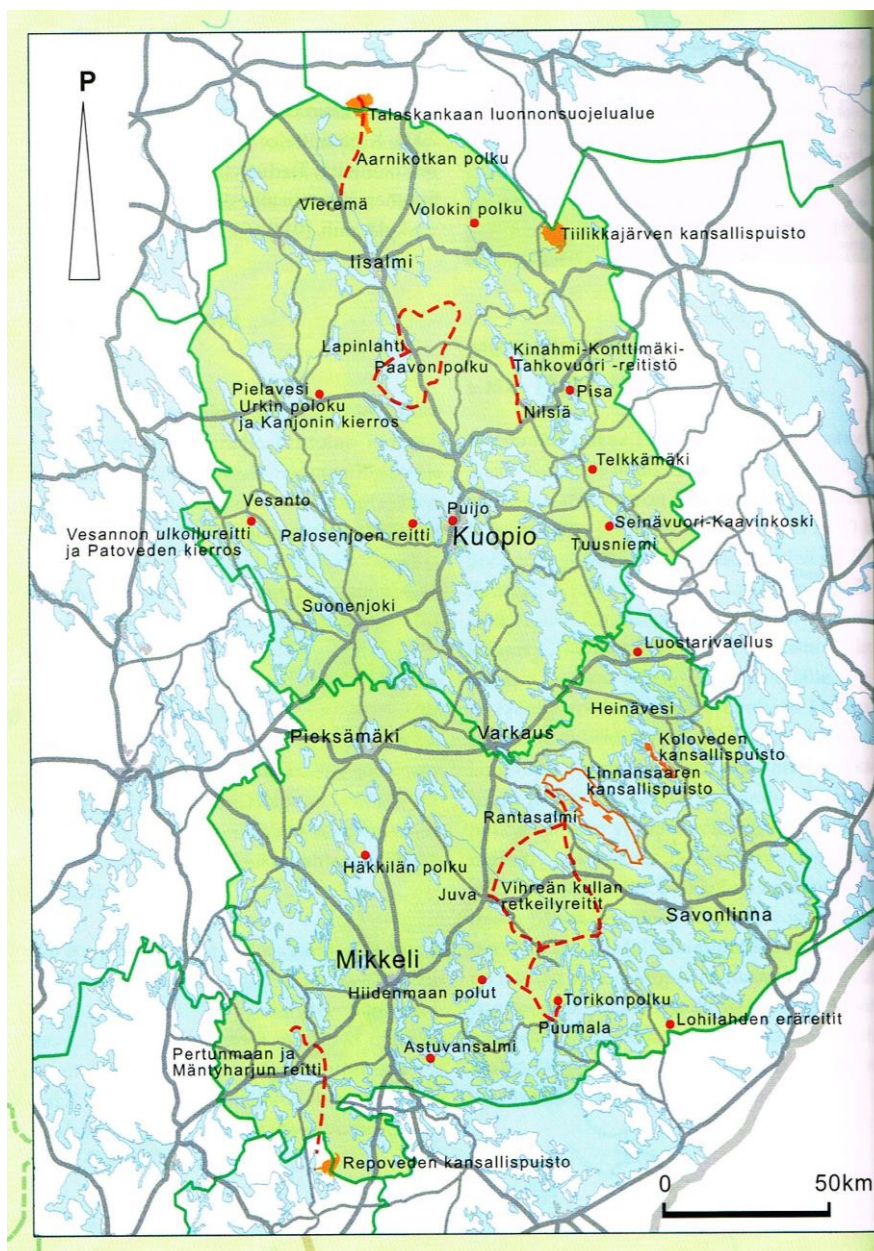 P
Talaskankaan luonnonsuojelualue
Aarnikotkan polku
Vieremä
Volokin polku
Tiilikkajärven kansallispuisto
Iisalmi
Lapinlahti
Paavon polku
Kinahmi-Konttimäki-
Tahkovuori -reitistö
Pielavesi
Urkin poloku
ja Kanjonin kierros
Pisa
Nilsiä
Telkkämäki
Vesanto
Vesannon ulkoilureitti
ja Patoveden kierros
Palosenjoen reitti
Puijo
Kuopio
Seinävuori-Kaavinkoski
Tuusniemi
Suonenjoki
Luostarivaellus
Heinävesi
Pieksämäki
Varkaus
Koloveden
kansallispuisto
Linnansaaren
kansallispuisto
Rantasalmi
Häkkilän polku
Juva
Vihreän kullan
retkeilyreitit
Savonlinna
Mikkeli
Hiidenmaan polut
Torikonpolku
Puumala
Lohilahden eräreitit
Astuvansalmi
Pertunmaan ja
Mäntyharjun reitti
Repoveden kansallispuisto
0 50km